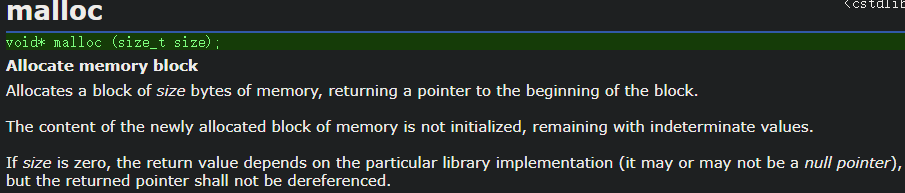 malloc
<cstdlib
void* malloc (size_t size);
Allocate memory block
Allocates a block of size bytes of memory, returning a pointer to the beginning of the block.
The content of the newly allocated block of memory is not initialized, remaining with indeterminate values.
If size is zero, the return value depends on the particular library implementation (it may or may not be a null pointer),
but the returned pointer shall not be dereferenced.